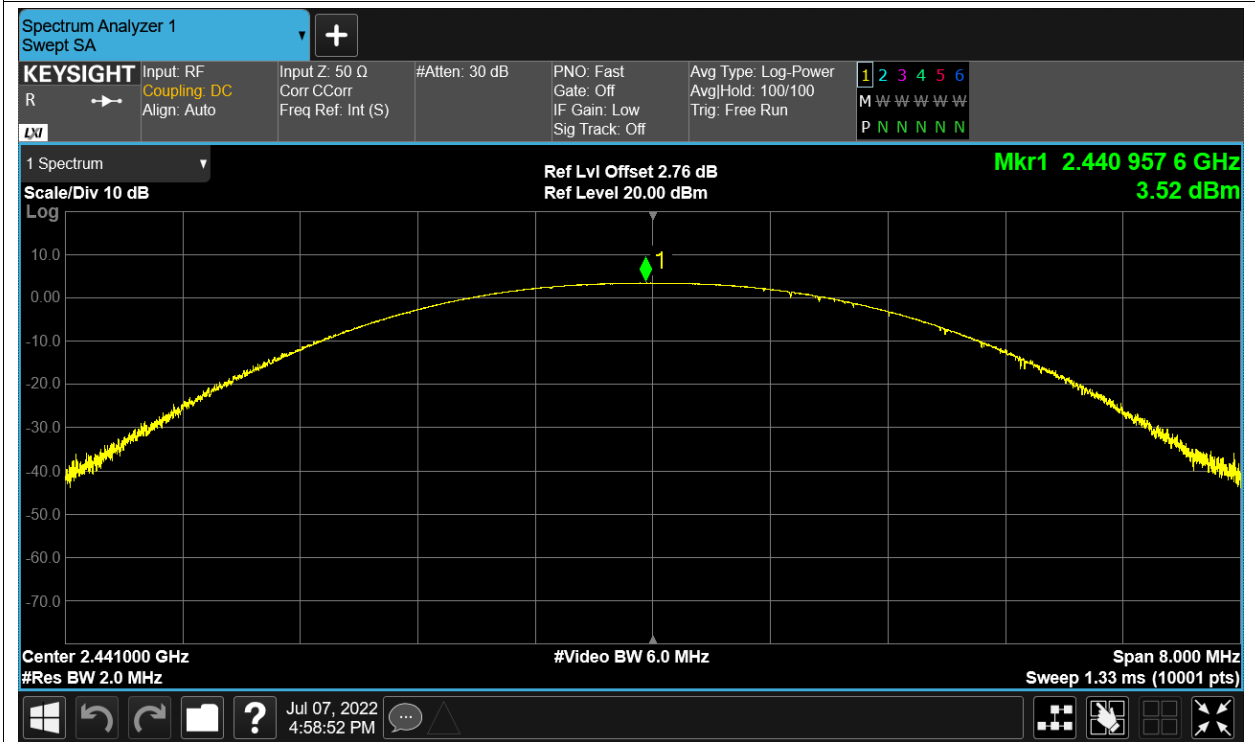 Spectrum Analyzer 1
Swept SA
KEYSIGHT
R
LXI
Input: RF
Coupling: DC
Align: Auto
Input Z: 50 Ω
Corr CCorr
Freq Ref: Int (S)
#Atten: 30 dB
PNO: Fast
Gate: Off
IF Gain: Low
Sig Track: Off
Avg Type: Log-Power
Avg|Hold: 100/100
Trig: Free Run
1 2 3 4 5 6
M W W W W W
P N N N N N
1 Spectrum
Scale/Div 10 dB
Log
Ref Lvl Offset 2.76 dB
Ref Level 20.00 dBm
Mkr1 2.440 957 6 GHz
3.52 dBm
1
10.0
0.00
-10.0
-20.0
-30.0
-40.0
-50.0
-60.0
-70.0
Center 2.441000 GHz
#Res BW 2.0 MHz
#Video BW 6.0 MHz
Span 8.000 MHz
Sweep 1.33 ms (10001 pts)
?
Jul 07, 2022
4:58:52 PM